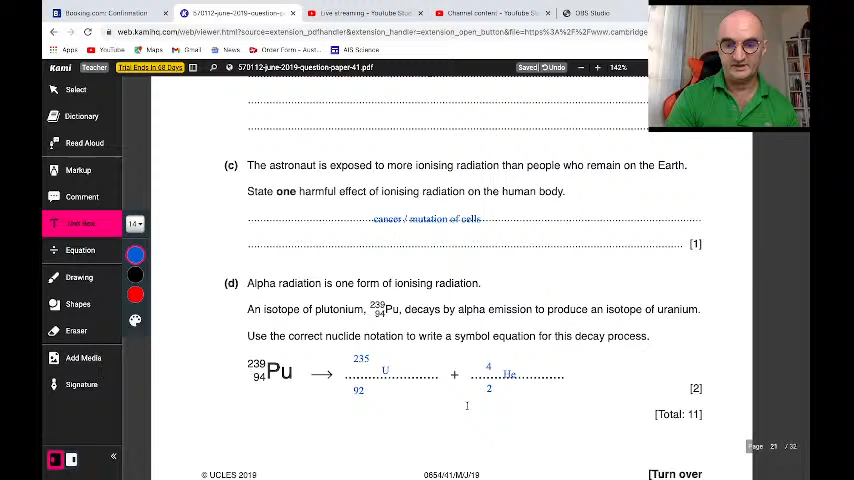 Booking.com: Confirmation
570112-june-2019-question-p
Live streaming - YouTube Stud
Channel content - YouTube Stu
OBS Studio
web.kamihq.com/web/viewer.html?source=extension_pdfhandler&extension_handler=extension_open_button&file=https%3A%2F%2Fwww.cambridge
Apps YouTube Maps Gmail News Order Form - Aust... AIS Science
Kami Teacher Trial Ends In 68 Days 570112-june-2019-question-paper-41.pdf Saved Undo 142%
Select
Dictionary
Read Aloud
Markup
Comment
Text Box 14
Equation
Drawing
Shapes
Eraser
Add Media
Signature
(c) The astronaut is exposed to more ionising radiation than people who remain on the Earth.
State one harmful effect of ionising radiation on the human body.
cancer / mutation of cells
[1]
(d) Alpha radiation is one form of ionising radiation.
An isotope of plutonium, 239 94 Pu, decays by alpha emission to produce an isotope of uranium.
Use the correct nuclide notation to write a symbol equation for this decay process.
239 94 Pu → 235 92 U + 4 2 He
[2]
[Total: 11]
Page 21 / 32
© UCLES 2019 0654/41/M/J/19 [Turn over